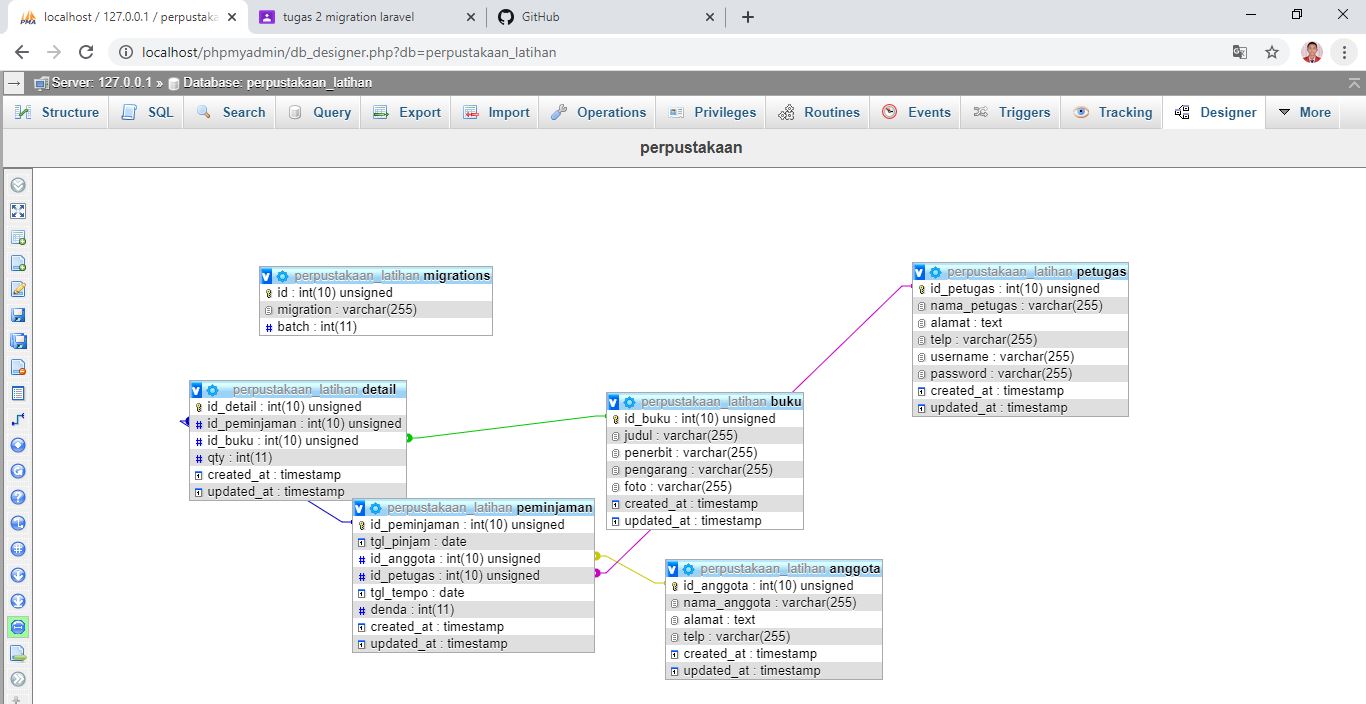 localhost / 127.0.0.1 / perpustaka
tugas 2 migration laravel
GitHub
localhost/phpmyadmin/db_designer.php?db=perpustakaan_latihan
Server: 127.0.0.1 » Database: perpustakaan_latihan
Structure SQL Search Query Export Import Operations Privileges Routines Events Triggers Tracking Designer More
perpustakaan
perpustakaan_latihan migrations
id : int(10) unsigned
migration : varchar(255)
batch : int(11)
perpustakaan_latihan petugas
id_petugas : int(10) unsigned
nama_petugas : varchar(255)
alamat : text
telp : varchar(255)
username : varchar(255)
password : varchar(255)
created_at : timestamp
updated_at : timestamp
perpustakaan_latihan detail
id_detail : int(10) unsigned
id_peminjaman : int(10) unsigned
id_buku : int(10) unsigned
qty : int(11)
created_at : timestamp
updated_at : timestamp
perpustakaan_latihan buku
id_buku : int(10) unsigned
judul : varchar(255)
penerbit : varchar(255)
pengarang : varchar(255)
foto : varchar(255)
created_at : timestamp
updated_at : timestamp
perpustakaan_latihan peminjaman
id_peminjaman : int(10) unsigned
tgl_pinjam : date
id_anggota : int(10) unsigned
id_petugas : int(10) unsigned
tgl_tempo : date
denda : int(11)
created_at : timestamp
updated_at : timestamp
perpustakaan_latihan anggota
id_anggota : int(10) unsigned
nama_anggota : varchar(255)
alamat : text
telp : varchar(255)
created_at : timestamp
updated_at : timestamp